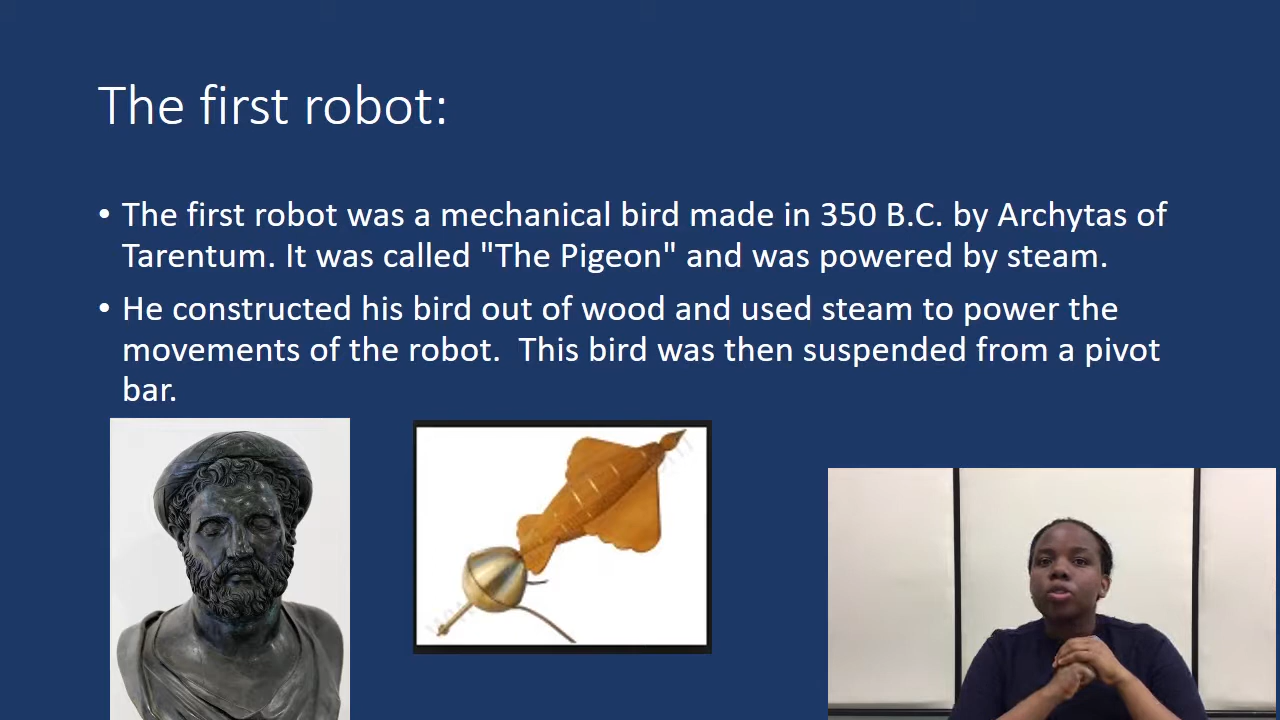 The first robot:
• The first robot was a mechanical bird made in 350 B.C. by Archytas of
Tarentum. It was called "The Pigeon" and was powered by steam.
• He constructed his bird out of wood and used steam to power the
movements of the robot.  This bird was then suspended from a pivot
bar.